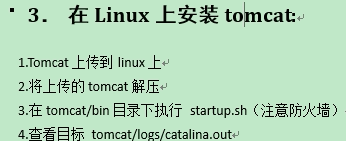 3. 在 Linux 上安装 tomcat:
1.Tomcat 上传到 linux 上
2.将上传的 tomcat 解压
3.在 tomcat/bin 目录下执行 startup.sh（注意防火墙）
4.查看目标 tomcat/logs/catalina.out